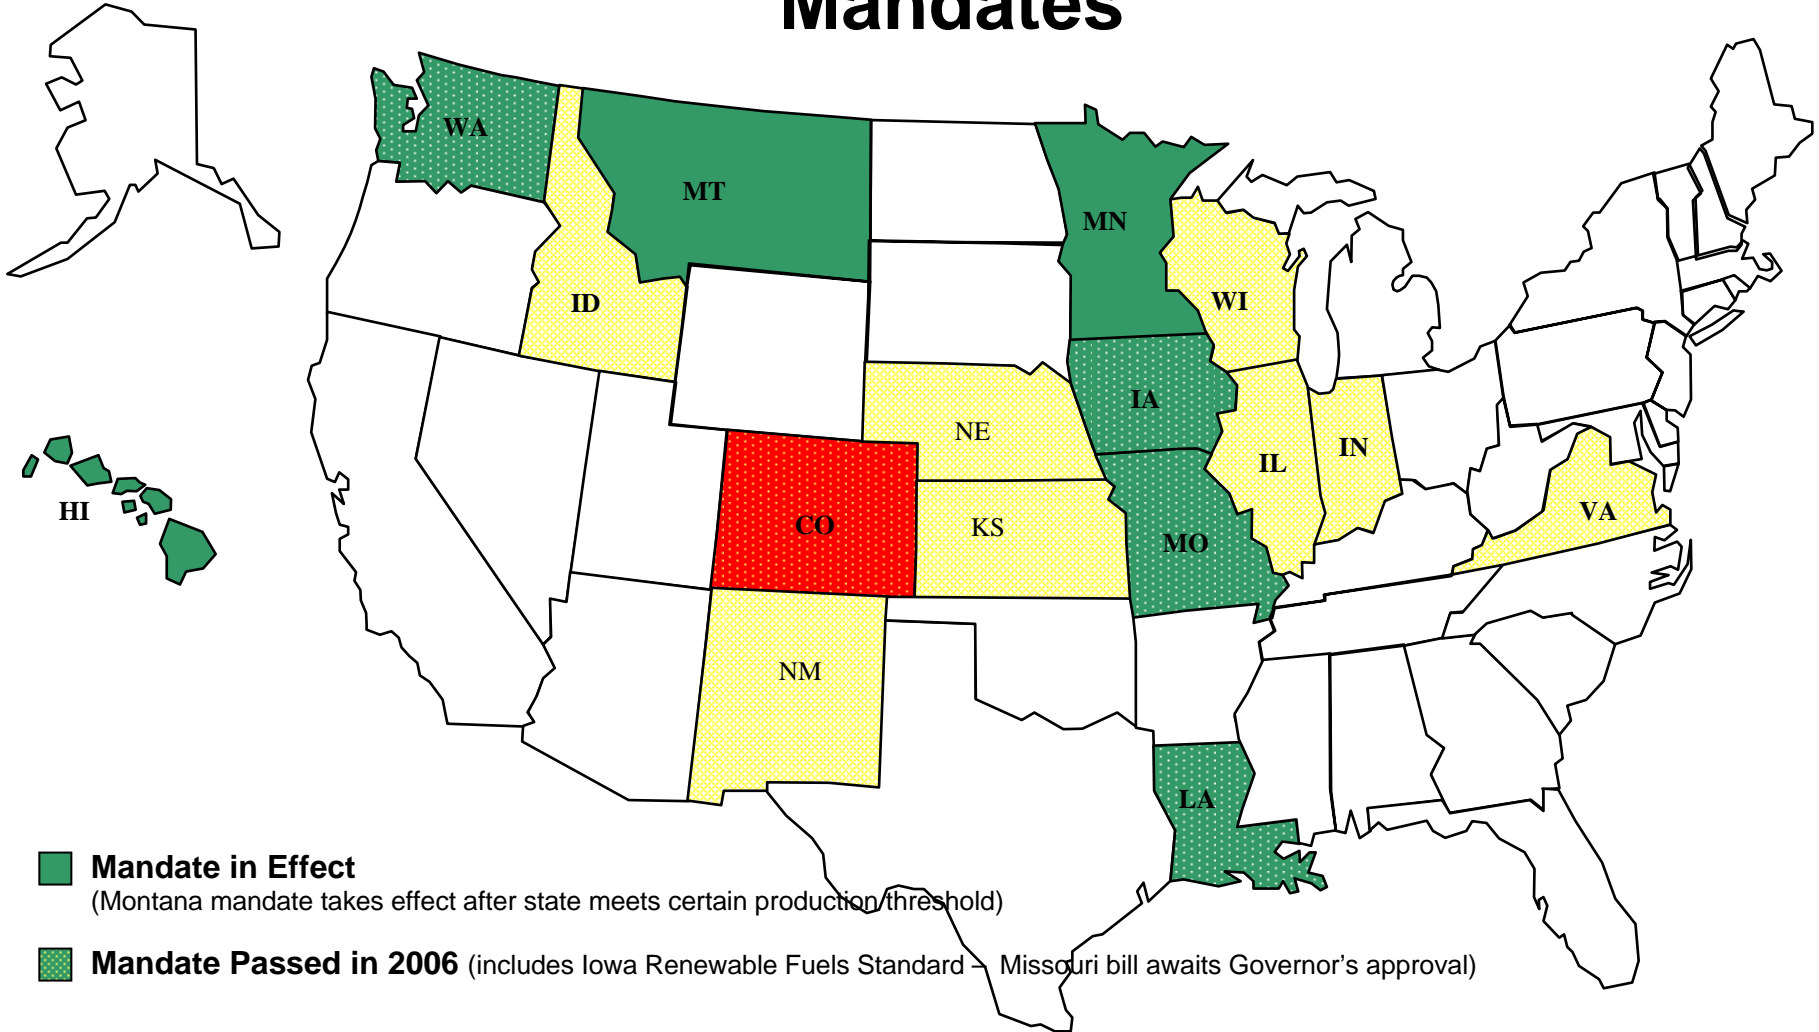 Mandates
WA
MT
MN
ID
WI
IA
NE
IL
IN
HI
CO
KS
VA
MO
NM
LA
Mandate in Effect
(Montana mandate takes effect after state meets certain production threshold)
Mandate Passed in 2006 (includes Iowa Renewable Fuels Standard – Missouri bill awaits Governor's approval)